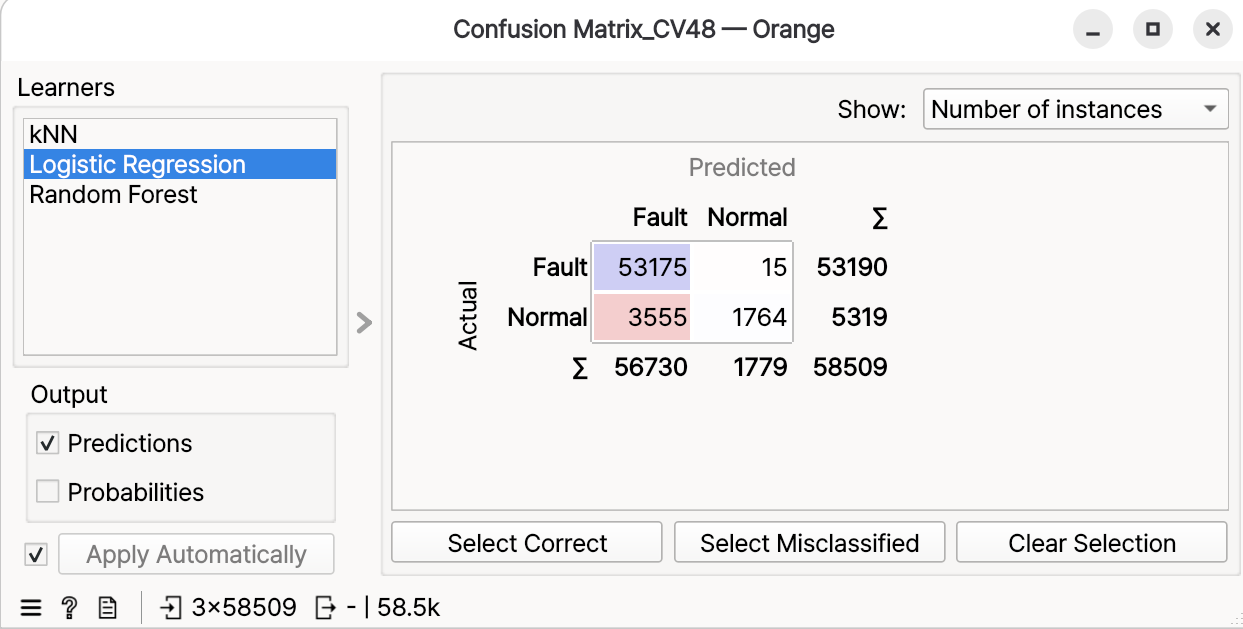 Confusion Matrix_CV48 — Orange
Learners
kNN
Logistic Regression
Random Forest
Output
Predictions
Probabilities
Apply Automatically
Show: Number of instances
Predicted
Fault Normal Σ
Actual
Fault 53175 15 53190
Normal 3555 1764 5319
Σ 56730 1779 58509
Select Correct Select Misclassified Clear Selection
3×58509 - | 58.5k